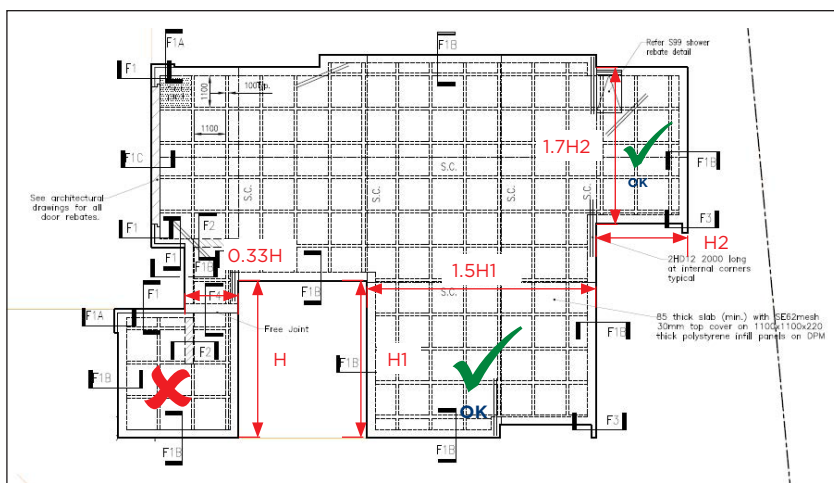 F1A
F1B
Refer S99 shower
rebate detail
F1
1100
100typ.
1100
1.7H2
S.C.
OK
F1C
F1B
S.C.
S.C.
S.C.
S.C.
See architectural
drawings for all
door rebates.
F1
F2
F3
0.33H
H2
F1
F1B
1.5H1
2HD12 2000 long
at internal corners
typical
F1
F4
F1B
S.C.
F1A
Free Joint
85 thick slab (min.) with SE62mesh
30mm top cover on 1100x1100x220
thick polystyrene infill panels on DPM
F1B
F2
H
F1B
H1
F1B
OK
F3
F1B
F1B